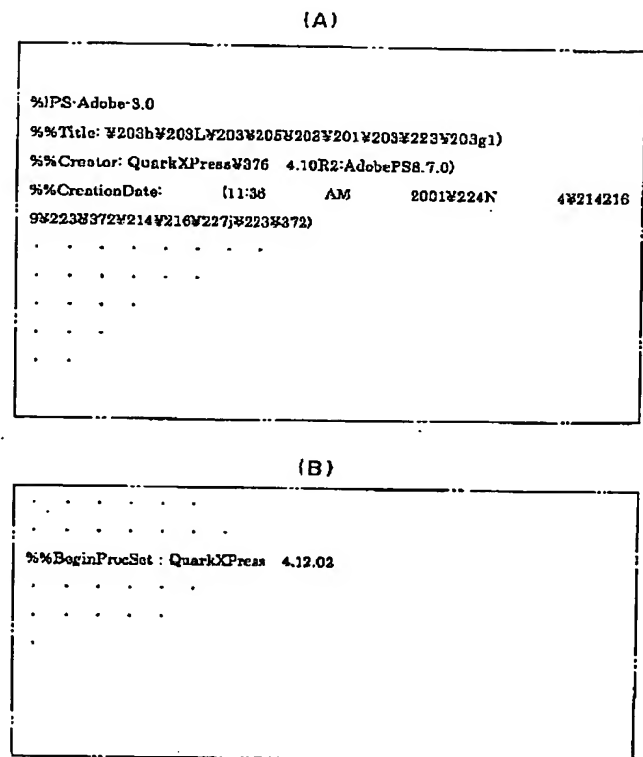 (A)
%!PS-Adobe-3.0
%%Title: ¥203h¥203L¥203¥205¥202¥201¥203¥223¥203g1)
%%Creator: QuarkXPress¥376 4.10R2:AdobePS8.7.0)
%%CreationDate: (11:36 AM 2001¥224N 4¥214216
9¥223¥372¥214¥216¥227j¥223¥372)
(B)
%%BeginProcSet : QuarkXPress 4.12.02